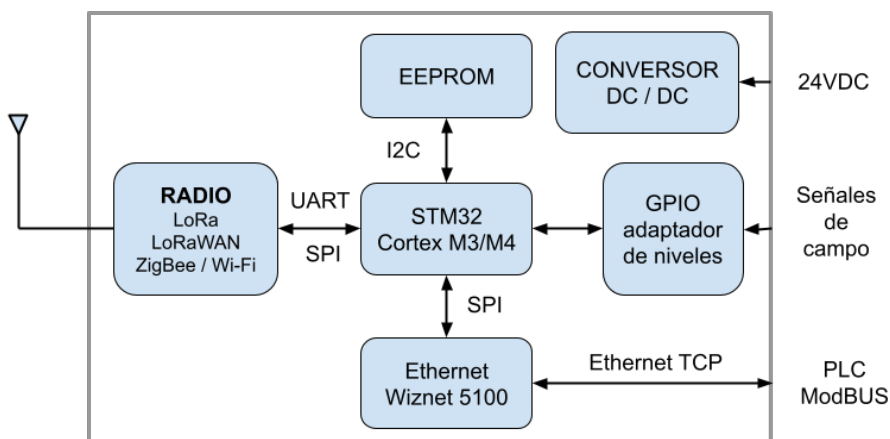 EEPROM
CONVERSOR
DC / DC
24VDC
I2C
RADIO
LoRa
LoRaWAN
ZigBee / Wi-Fi
UART
SPI
STM32
Cortex M3/M4
GPIO
adaptador
de niveles
Señales
de
campo
SPI
Ethernet
Wiznet 5100
Ethernet TCP
PLC
ModBUS